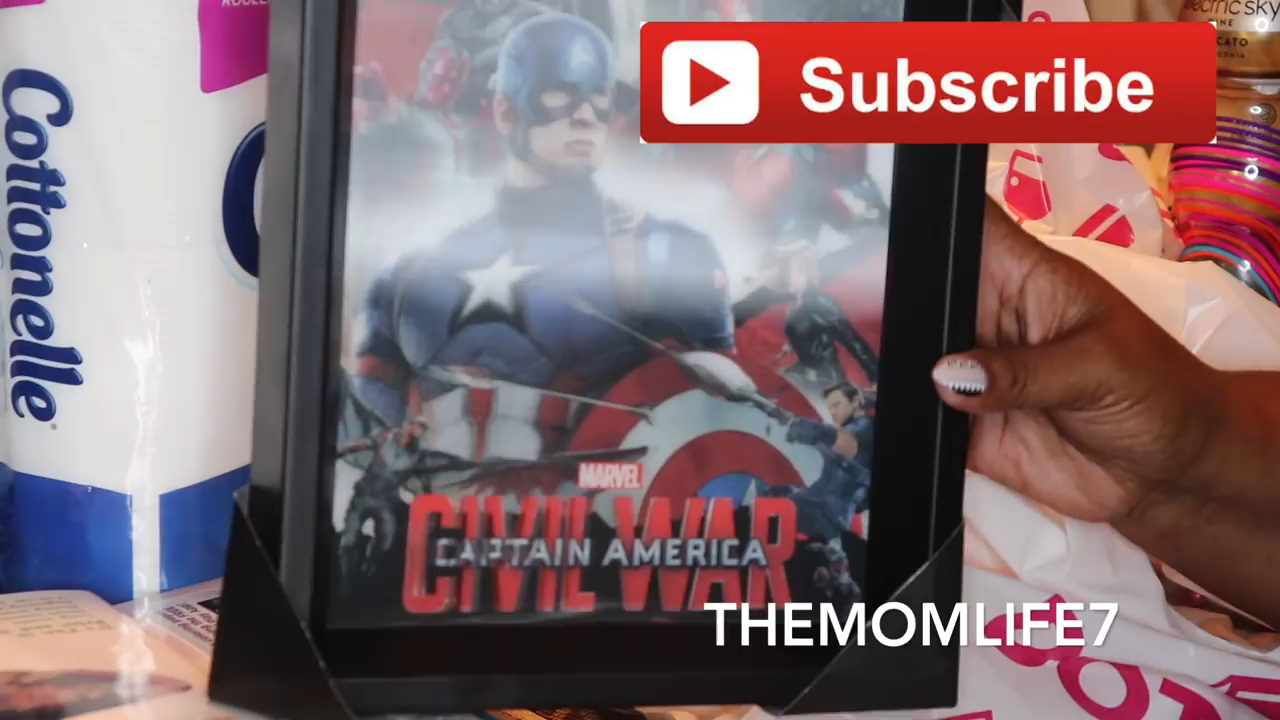 Cottonelle
Subscribe
MARVEL
CIVIL WAR
CAPTAIN AMERICA
THEMOMLIFE7